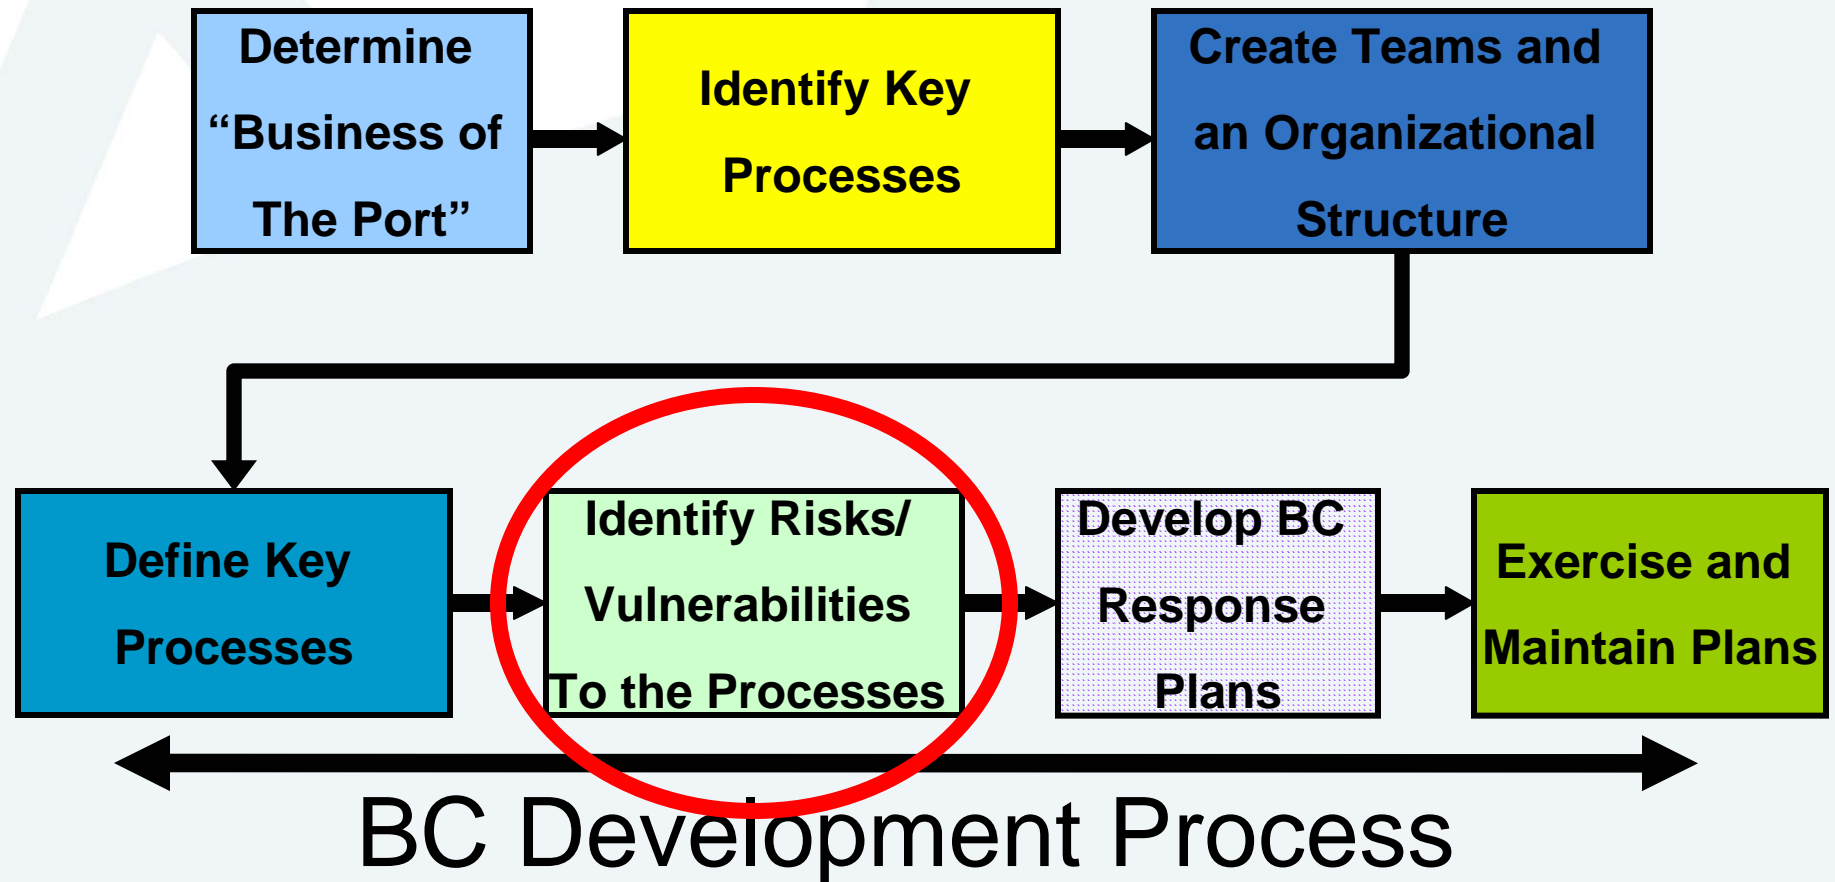 Determine
“Business of
The Port”
Identify Key
Processes
Create Teams and
an Organizational
Structure
Define Key
Processes
Identify Risks/
Vulnerabilities
To the Processes
Develop BC
Response
Plans
Exercise and
Maintain Plans
BC Development Process